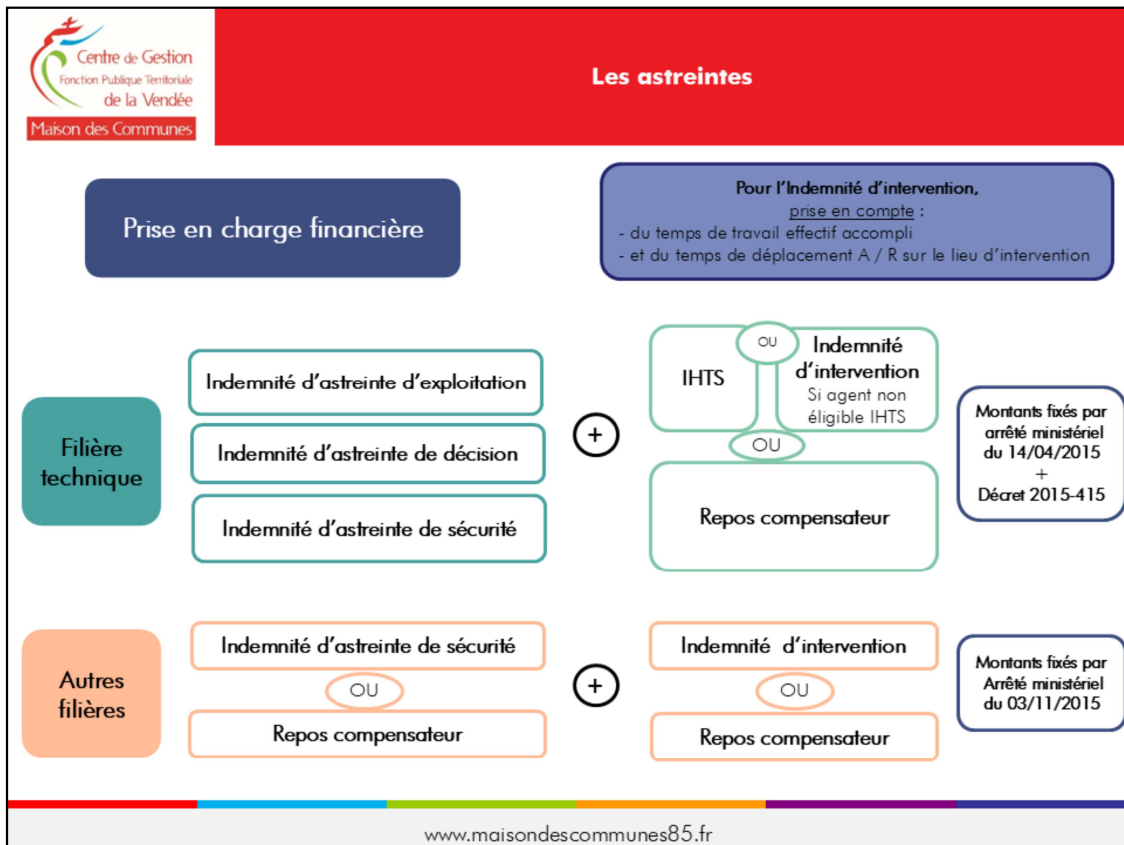 Centre de Gestion
Fonction Publique Territoriale
de la Vendée
Maison des Communes
Les astreintes
Prise en charge financière
Pour l'Indemnité d'intervention,
prise en compte :
- du temps de travail effectif accompli
- et du temps de déplacement A / R sur le lieu d'intervention
Filière
technique
Indemnité d'astreinte d'exploitation
Indemnité d'astreinte de décision
Indemnité d'astreinte de sécurité
+
IHTS
OU
Indemnité
d'intervention
Si agent non
éligible IHTS
OU
Repos compensateur
Montants fixés par
arrêté ministériel
du 14/04/2015
+
Décret 2015-415
Autres
filières
Indemnité d'astreinte de sécurité
OU
Repos compensateur
+
Indemnité d'intervention
OU
Repos compensateur
Montants fixés par
Arrêté ministériel
du 03/11/2015
www.maisondescommunes85.fr